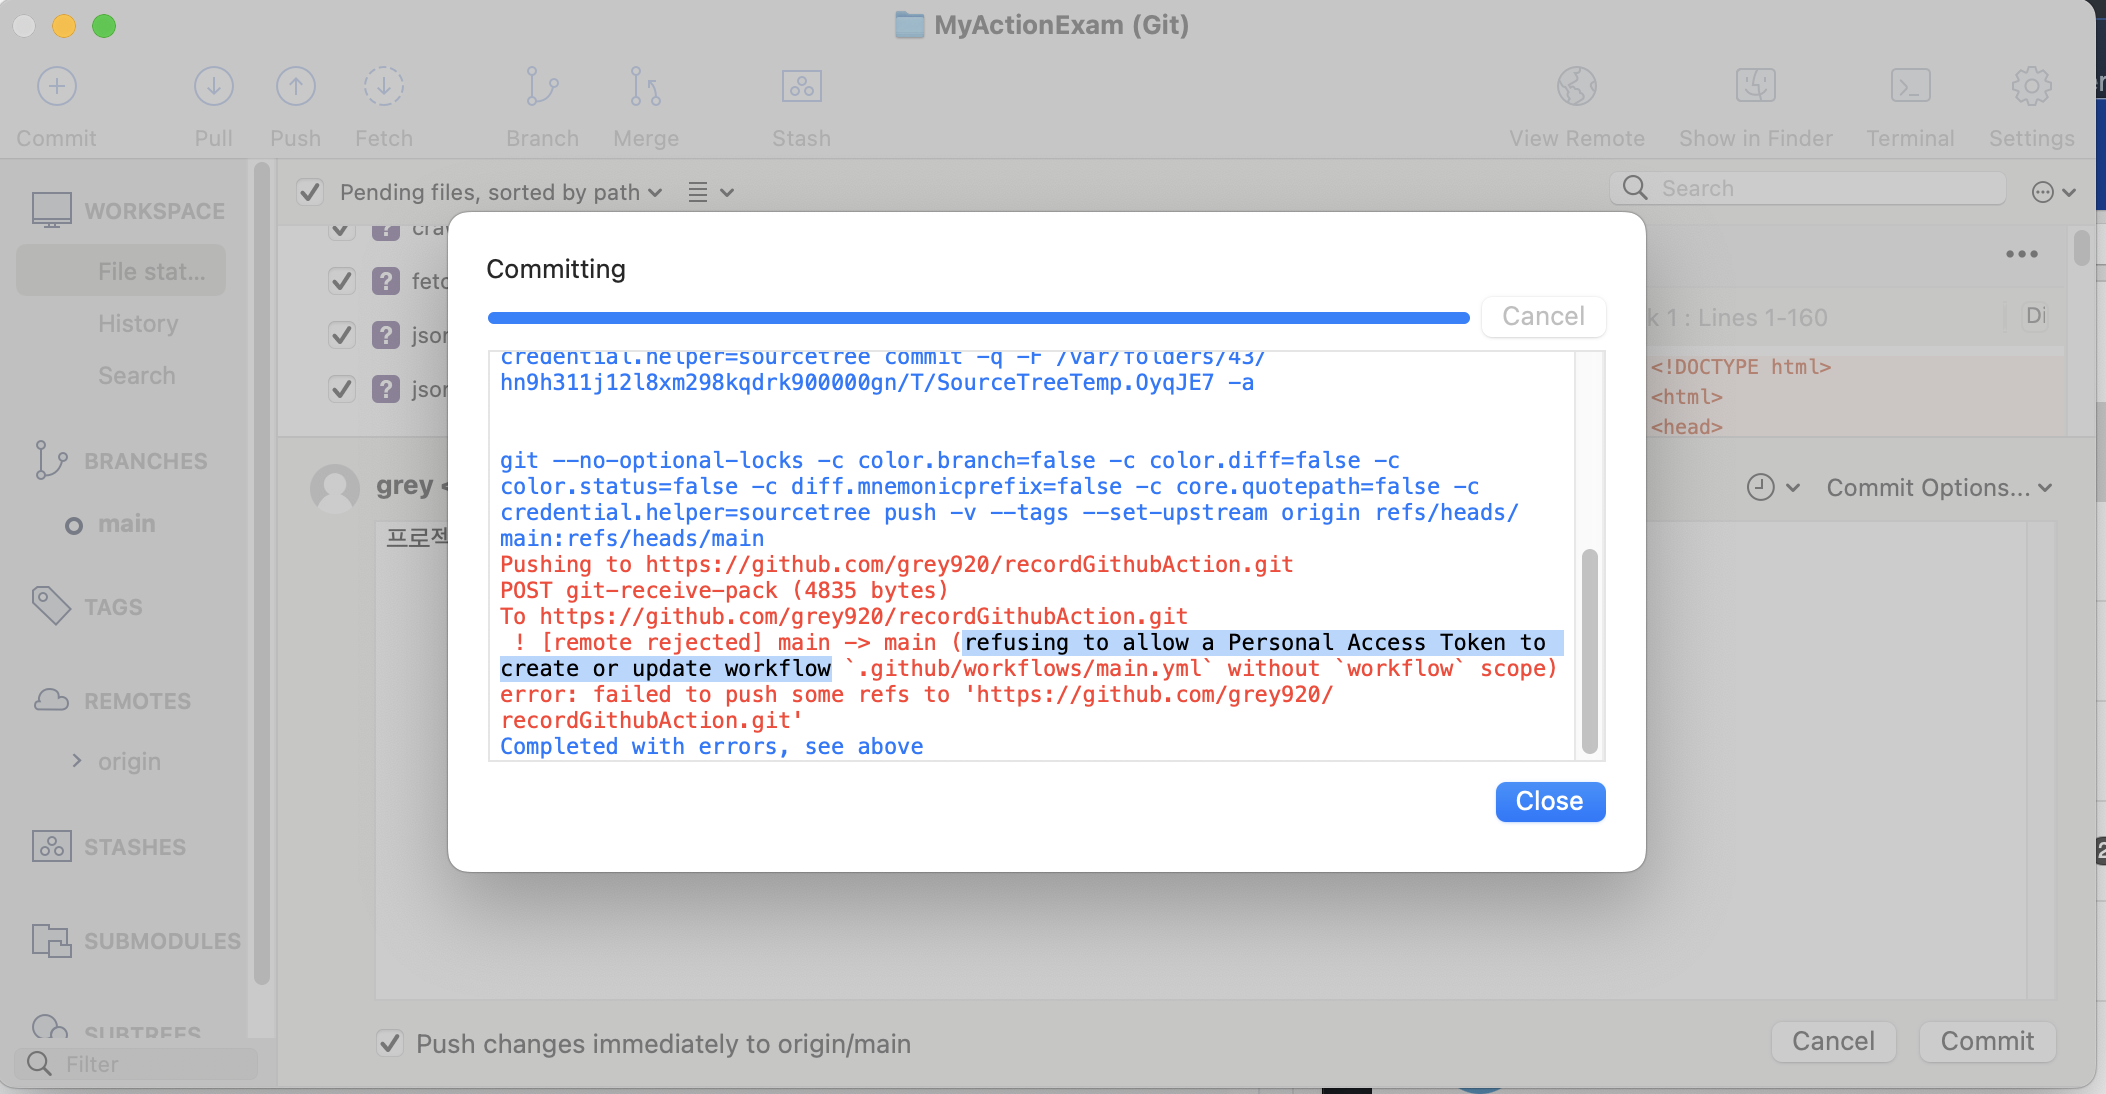 MyActionExam (Git)
Commit
Pull
Push
Fetch
Branch
Merge
Stash
View Remote
Show in Finder
Terminal
Settings
WORKSPACE
File stat...
History
Search
BRANCHES
main
TAGS
REMOTES
origin
STASHES
SUBMODULES
SUBTREES
Filter
Pending files, sorted by path
Search
Committing
Cancel
credential.helper=sourcetree commit -q -F /var/folders/43/
hn9h311j12l8xm298kqdrk900000gn/T/SourceTreeTemp.OyqJE7 -a
git --no-optional-locks -c color.branch=false -c color.diff=false -c
color.status=false -c diff.mnemonicprefix=false -c core.quotepath=false -c
credential.helper=sourcetree push -v --tags --set-upstream origin refs/heads/
main:refs/heads/main
Pushing to https://github.com/grey920/recordGithubAction.git
POST git-receive-pack (4835 bytes)
To https://github.com/grey920/recordGithubAction.git
! [remote rejected] main -> main (refusing to allow a Personal Access Token to
create or update workflow `.github/workflows/main.yml` without `workflow` scope)
error: failed to push some refs to 'https://github.com/grey920/
recordGithubAction.git'
Completed with errors, see above
Close
k 1 : Lines 1-160
<!DOCTYPE html>
<html>
<head>
grey <
Commit Options...
Push changes immediately to origin/main
Cancel
Commit